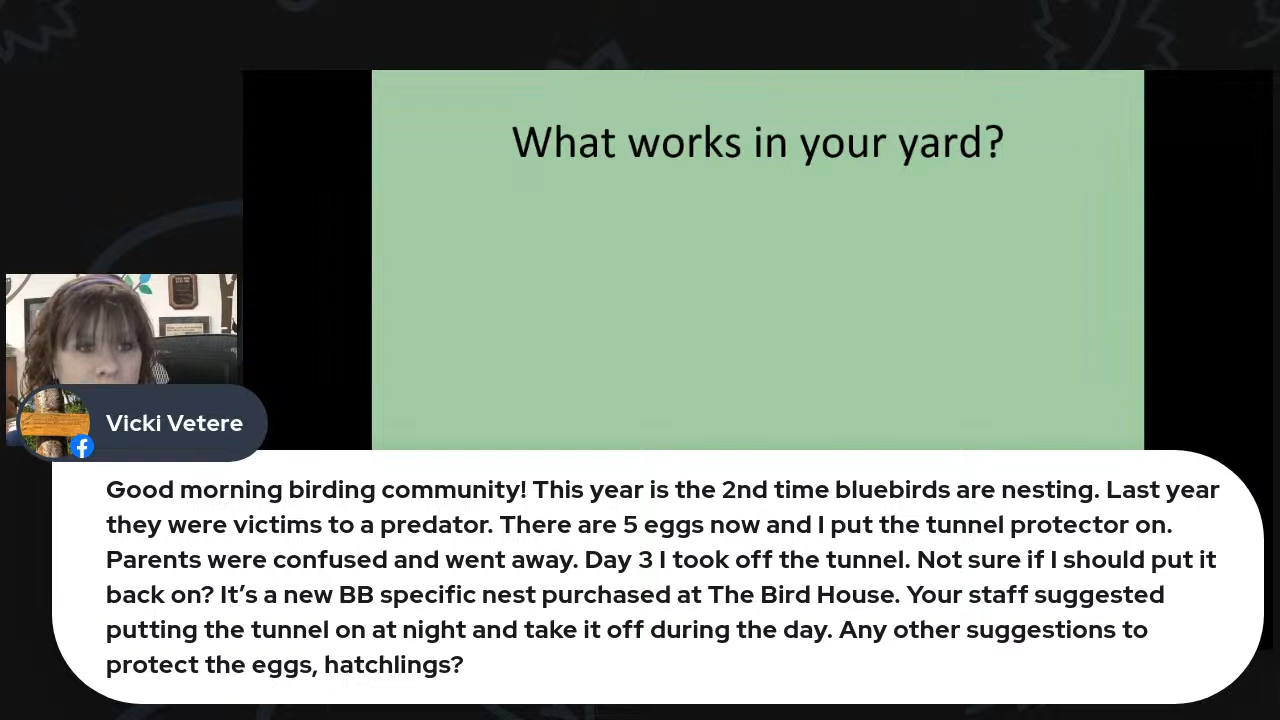 What works in your yard?
Vicki Vetere
Good morning birding community! This year is the 2nd time bluebirds are nesting. Last year
they were victims to a predator. There are 5 eggs now and I put the tunnel protector on.
Parents were confused and went away. Day 3 I took off the tunnel. Not sure if I should put it
back on? It’s a new BB specific nest purchased at The Bird House. Your staff suggested
putting the tunnel on at night and take it off during the day. Any other suggestions to
protect the eggs, hatchlings?